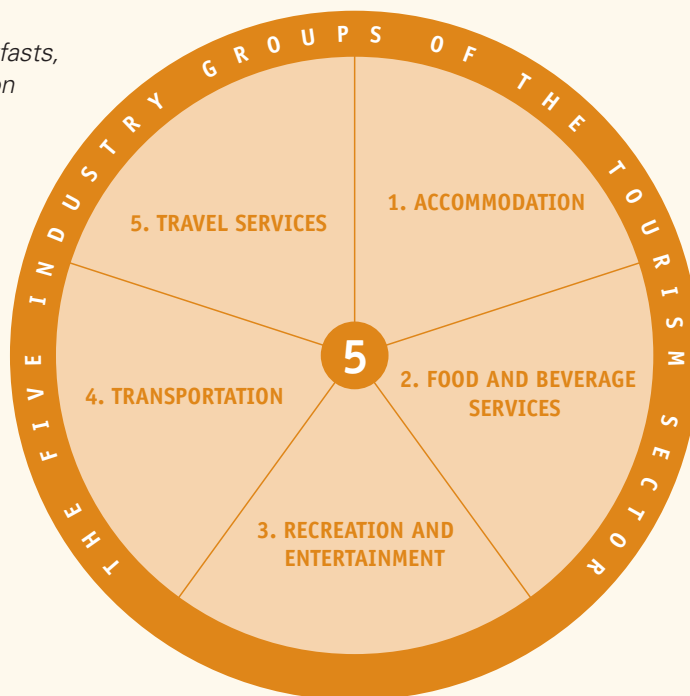 fasts,
on
THE FIVE INDUSTRY GROUPS OF THE TOURISM SECTOR
5. TRAVEL SERVICES
1. ACCOMMODATION
5
4. TRANSPORTATION
2. FOOD AND BEVERAGE
SERVICES
3. RECREATION AND
ENTERTAINMENT